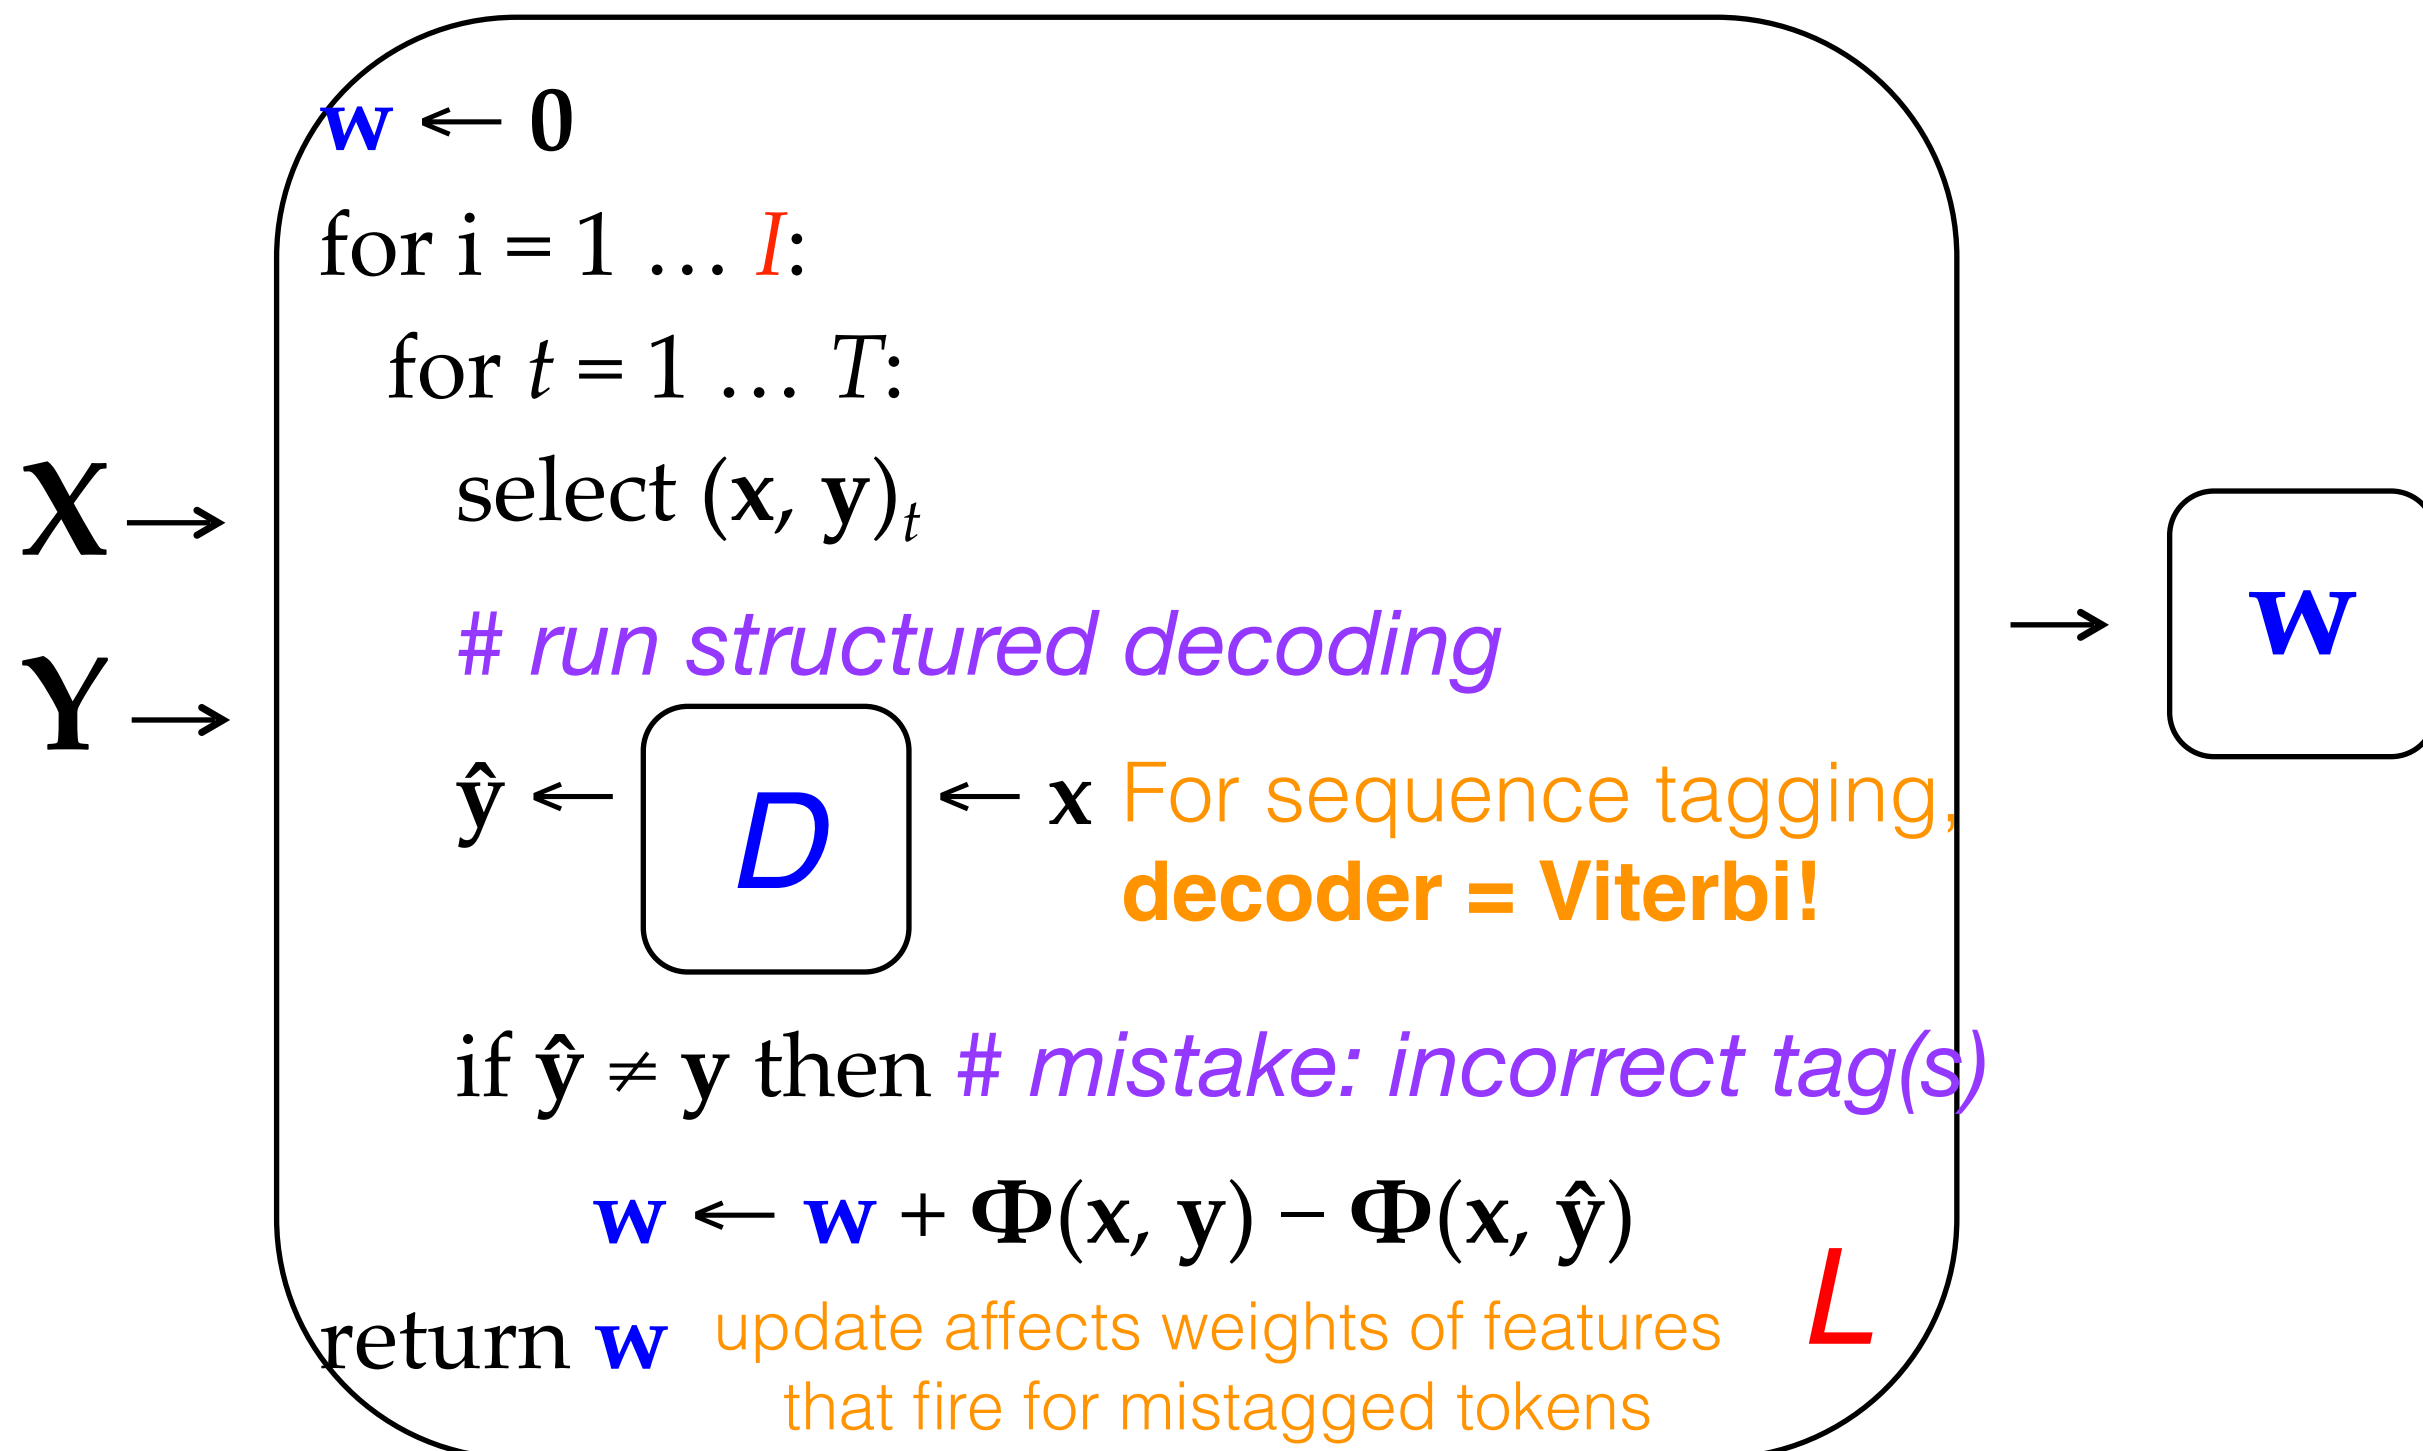 w ← 0
for i = 1 … I:
for t = 1 … T:
select (x, y)t
X →
Y →
# run structured decoding
ŷ ← D ← x For sequence tagging,
decoder = Viterbi!
→ w
if ŷ ≠ y then # mistake: incorrect tag(s)
w ← w + Φ(x, y) − Φ(x, ŷ)
L
return w update affects weights of features
that fire for mistagged tokens